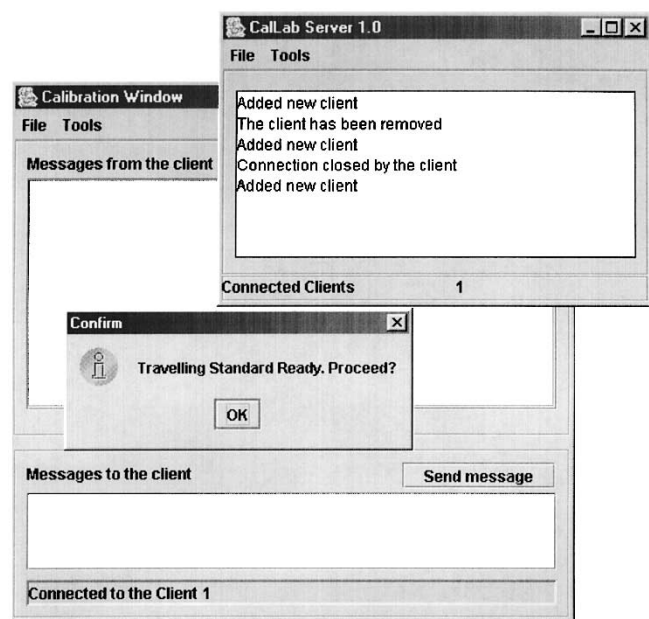 CalLab Server 1.0
File Tools
Added new client
The client has been removed
Added new client
Connection closed by the client
Added new client
Connected Clients 1
Calibration Window
File Tools
Messages from the client
Confirm
Travelling Standard Ready. Proceed?
OK
Messages to the client
Send message
Connected to the Client 1